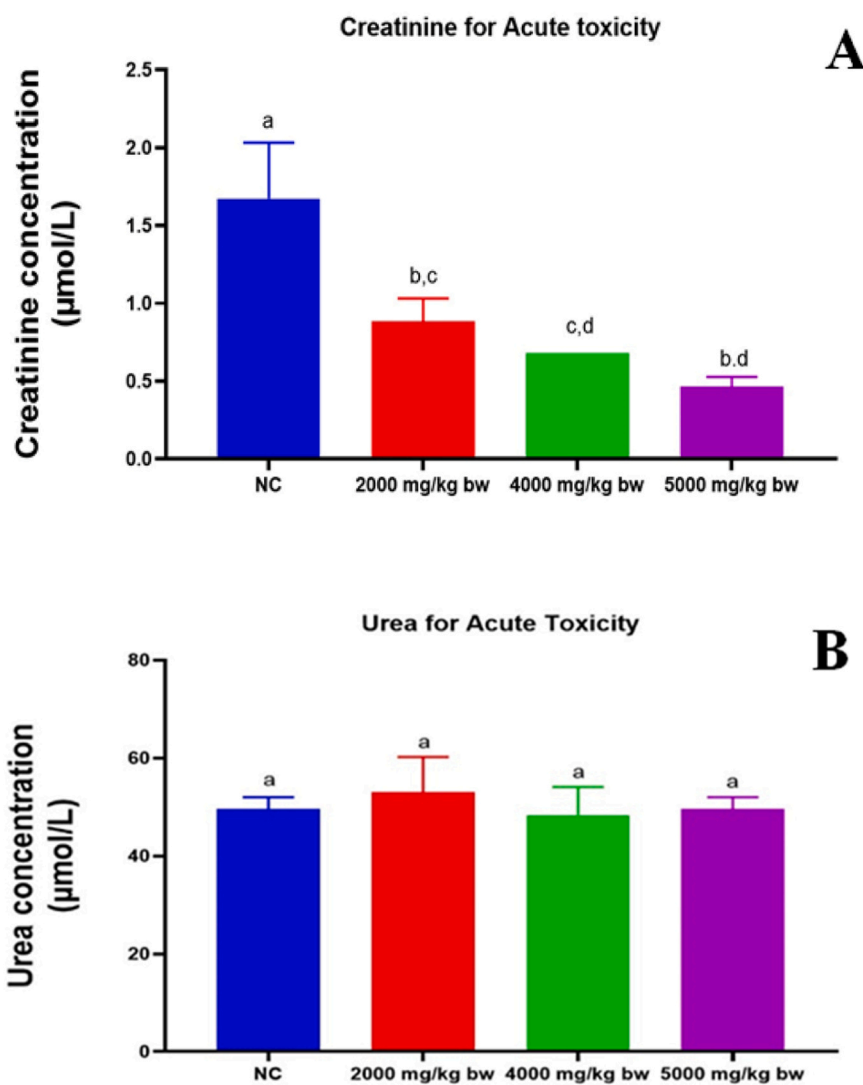 Creatinine for Acute toxicity
A
Creatinine concentration
(µmol/L)
2.5
2.0
1.5
1.0
0.5
0.0
a
b,c
c,d
b.d
NC
2000 mg/kg bw
4000 mg/kg bw
5000 mg/kg bw
Urea for Acute Toxicity
B
Urea concentration
(µmol/L)
80
60
40
20
0
a
a
a
a
NC
2000 mg/kg bw
4000 mg/kg bw
5000 mg/kg bw